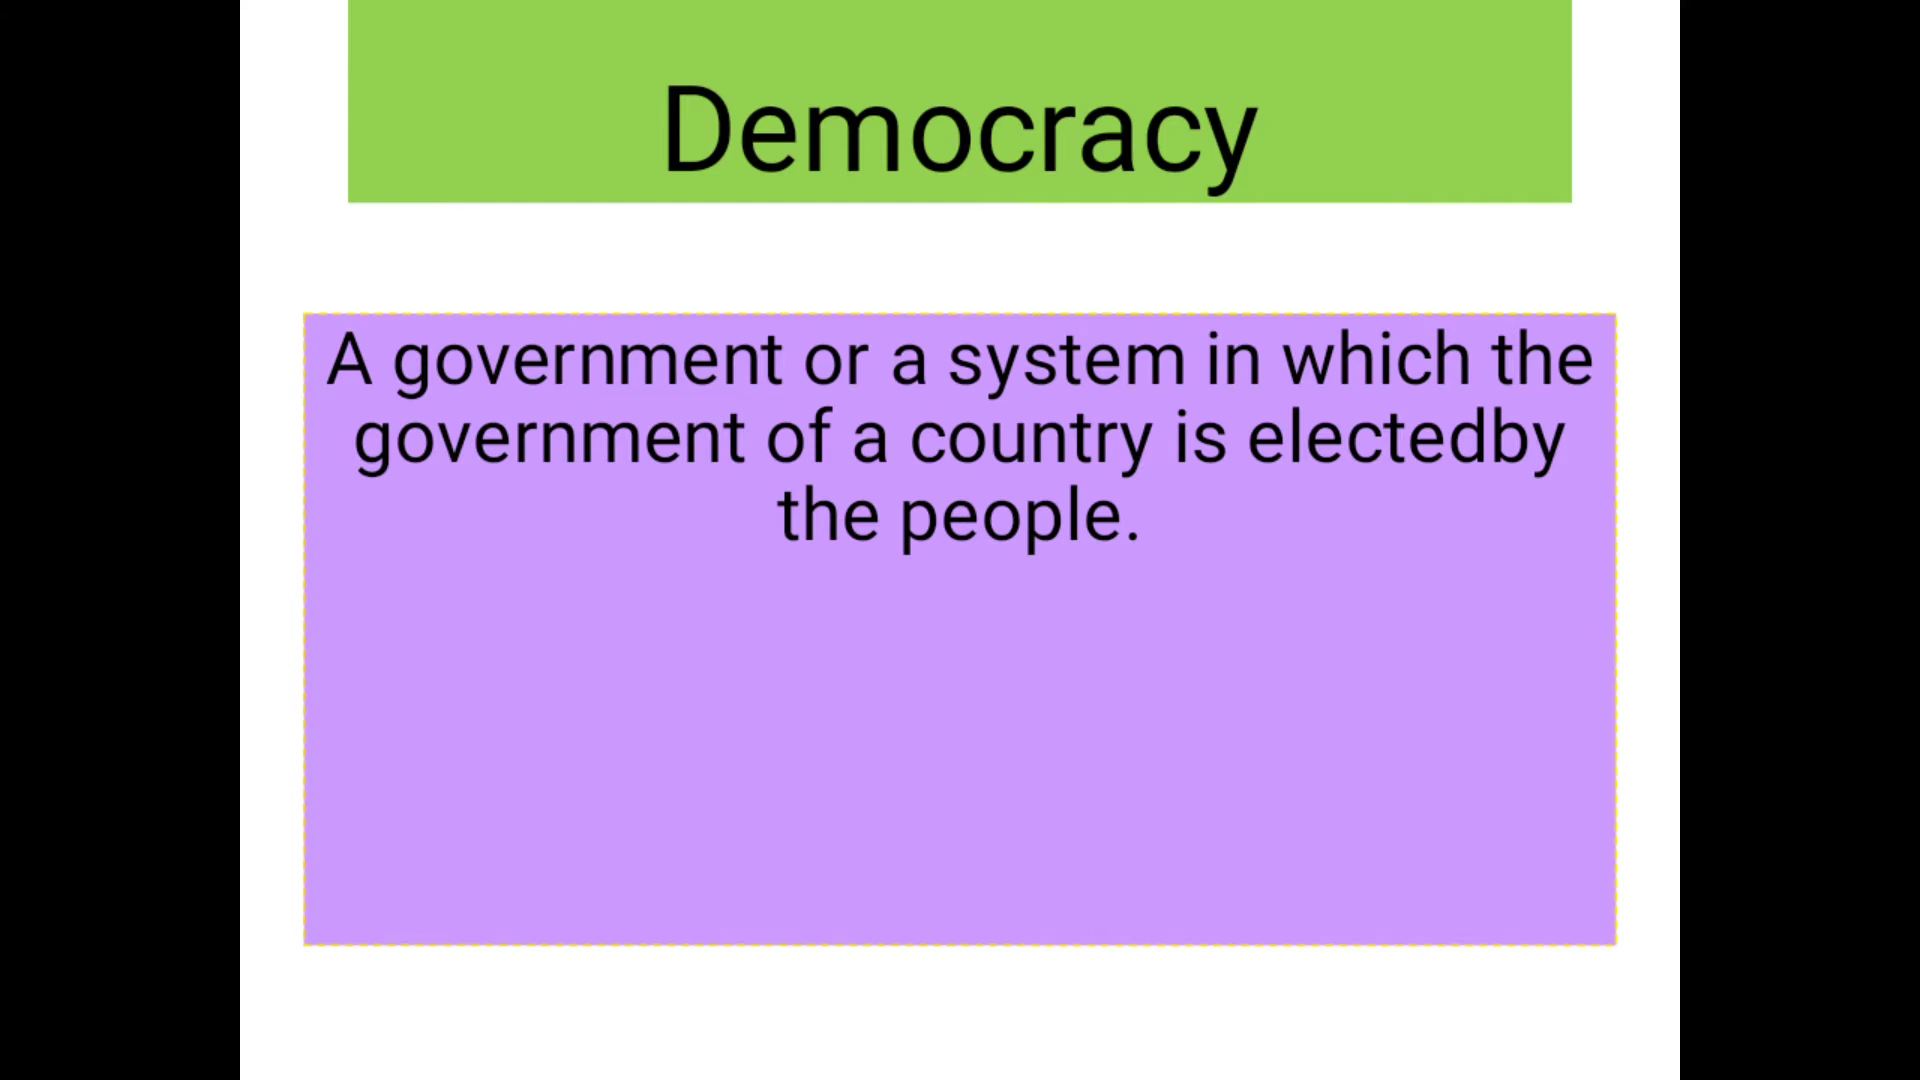 Democracy
A government or a system in which the
government of a country is electedby
the people.